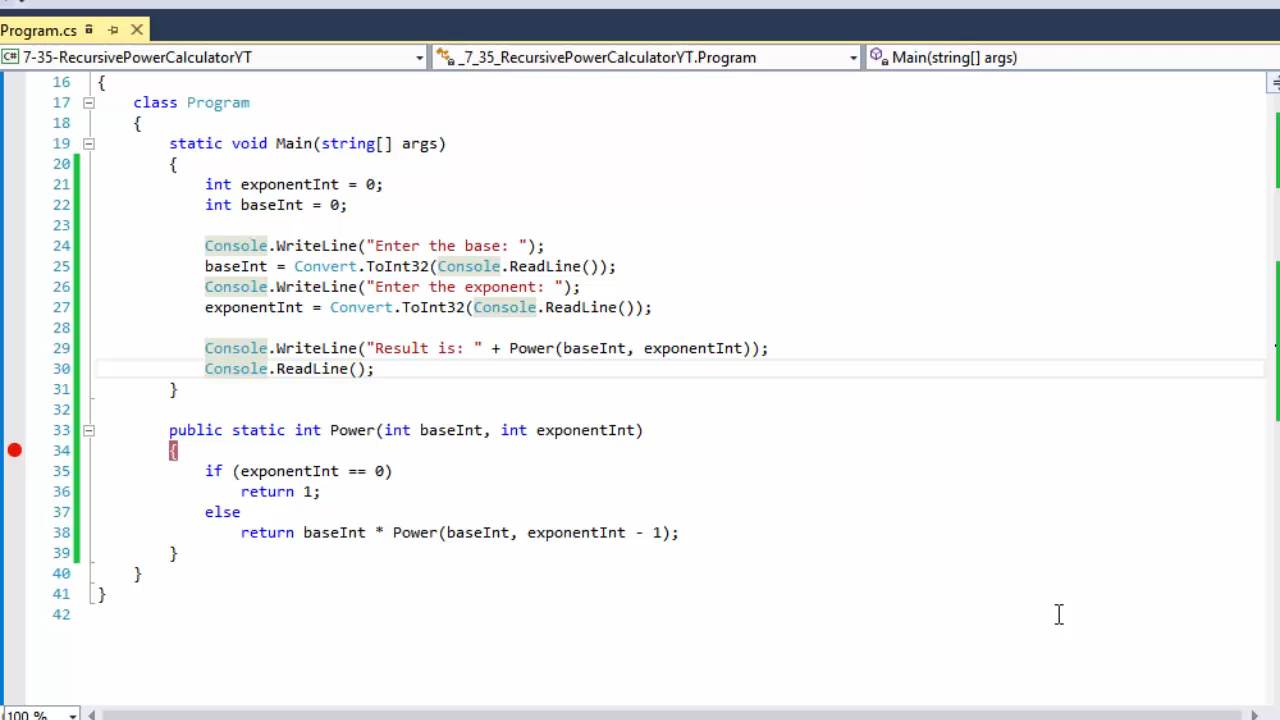 Program.cs
7-35-RecursivePowerCalculatorYT _7_35_RecursivePowerCalculatorYT.Program Main(string[] args)
16 {
17 class Program
18 {
19 static void Main(string[] args)
20 {
21 int exponentInt = 0;
22 int baseInt = 0;
23
24 Console.WriteLine("Enter the base: ");
25 baseInt = Convert.ToInt32(Console.ReadLine());
26 Console.WriteLine("Enter the exponent: ");
27 exponentInt = Convert.ToInt32(Console.ReadLine());
28
29 Console.WriteLine("Result is: " + Power(baseInt, exponentInt));
30 Console.ReadLine();
31 }
32
33 public static int Power(int baseInt, int exponentInt)
34 {
35 if (exponentInt == 0)
36 return 1;
37 else
38 return baseInt * Power(baseInt, exponentInt - 1);
39 }
40 }
41 }
42
100 %